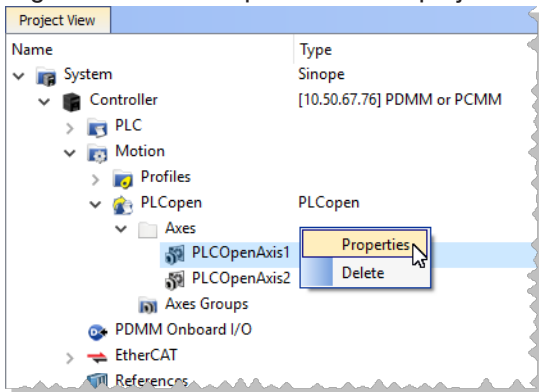 Project View
Name Type
System Sinope
Controller [10.50.67.76] PDMM or PCMM
PLC
Motion
Profiles
PLCopen PLCopen
Axes
PLCOpenAxis1 Properties
PLCOpenAxis2 Delete
Axes Groups
PDMM Onboard I/O
EtherCAT
References